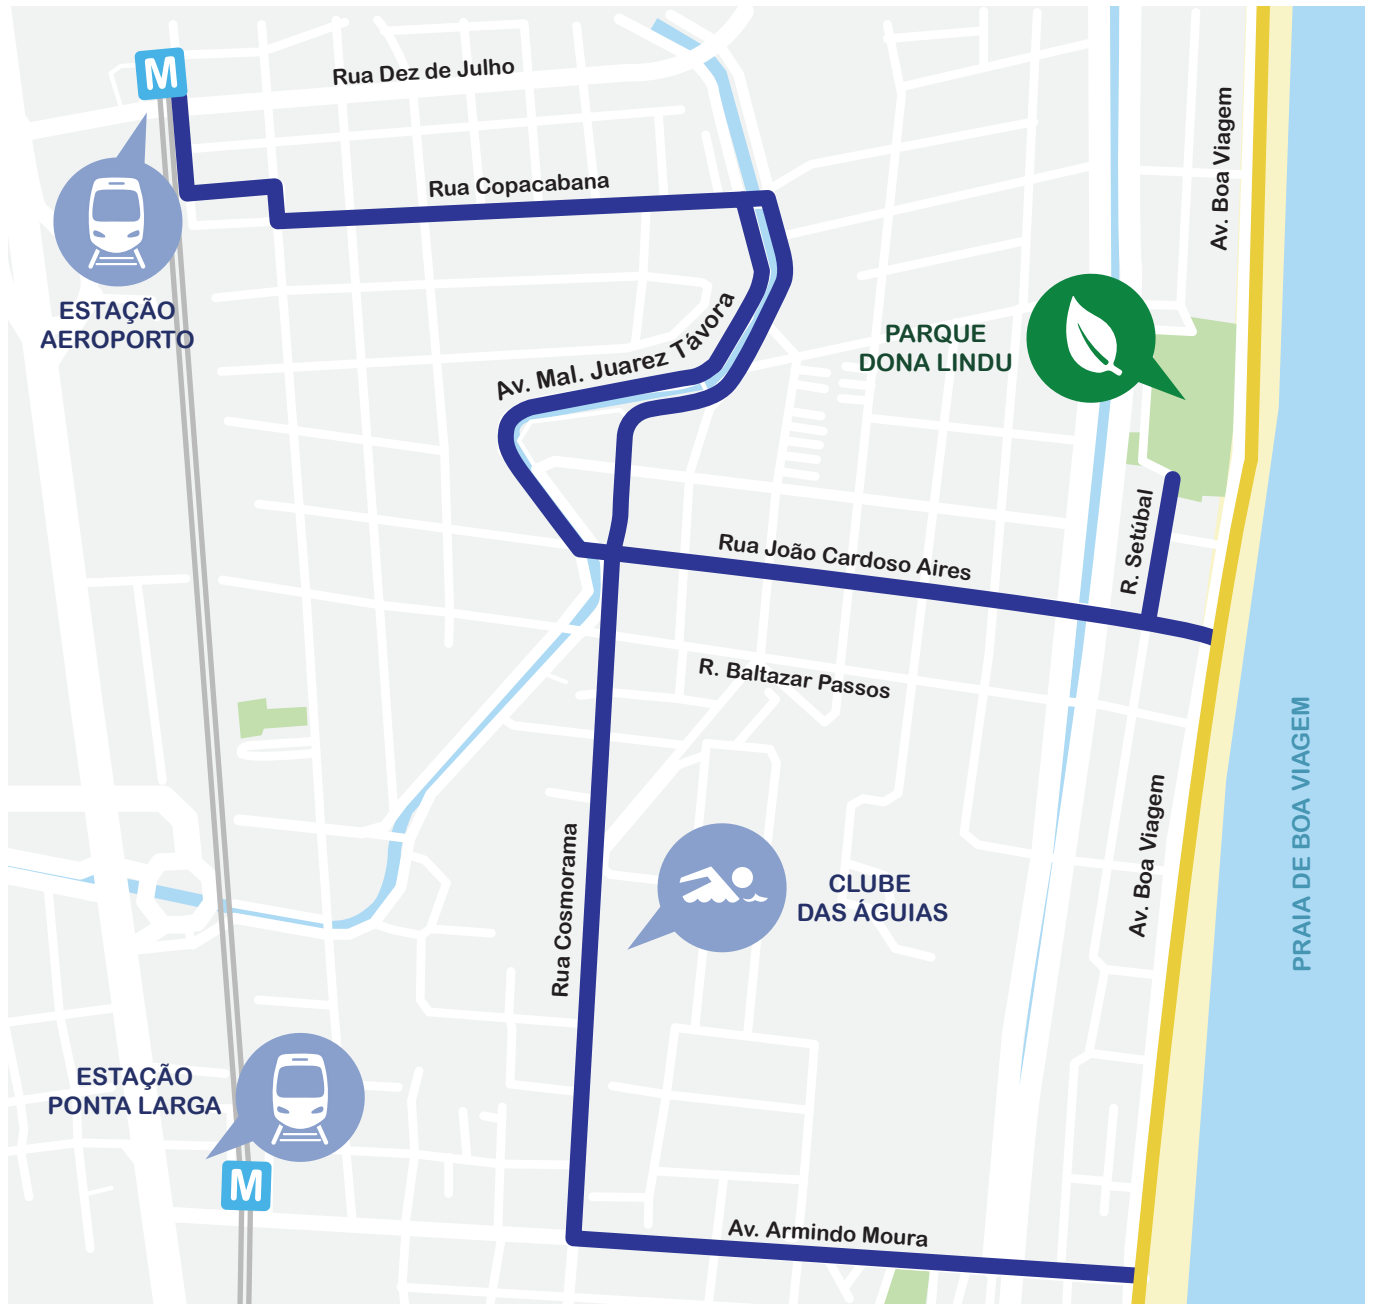 M
Rua Dez de Julho
Av. Boa Viagem
Rua Copacabana
ESTAÇÃO
AEROPORTO
Av. Mal. Juarez Távora
PARQUE
DONA LINDU
R. Setúbal
Rua João Cardoso Aires
R. Baltazar Passos
PRAIA DE BOA VIAGEM
Av. Boa Viagem
Rua Cosmorama
CLUBE
DAS ÁGUIAS
ESTAÇÃO
PONTA LARGA
M
Av. Armindo Moura